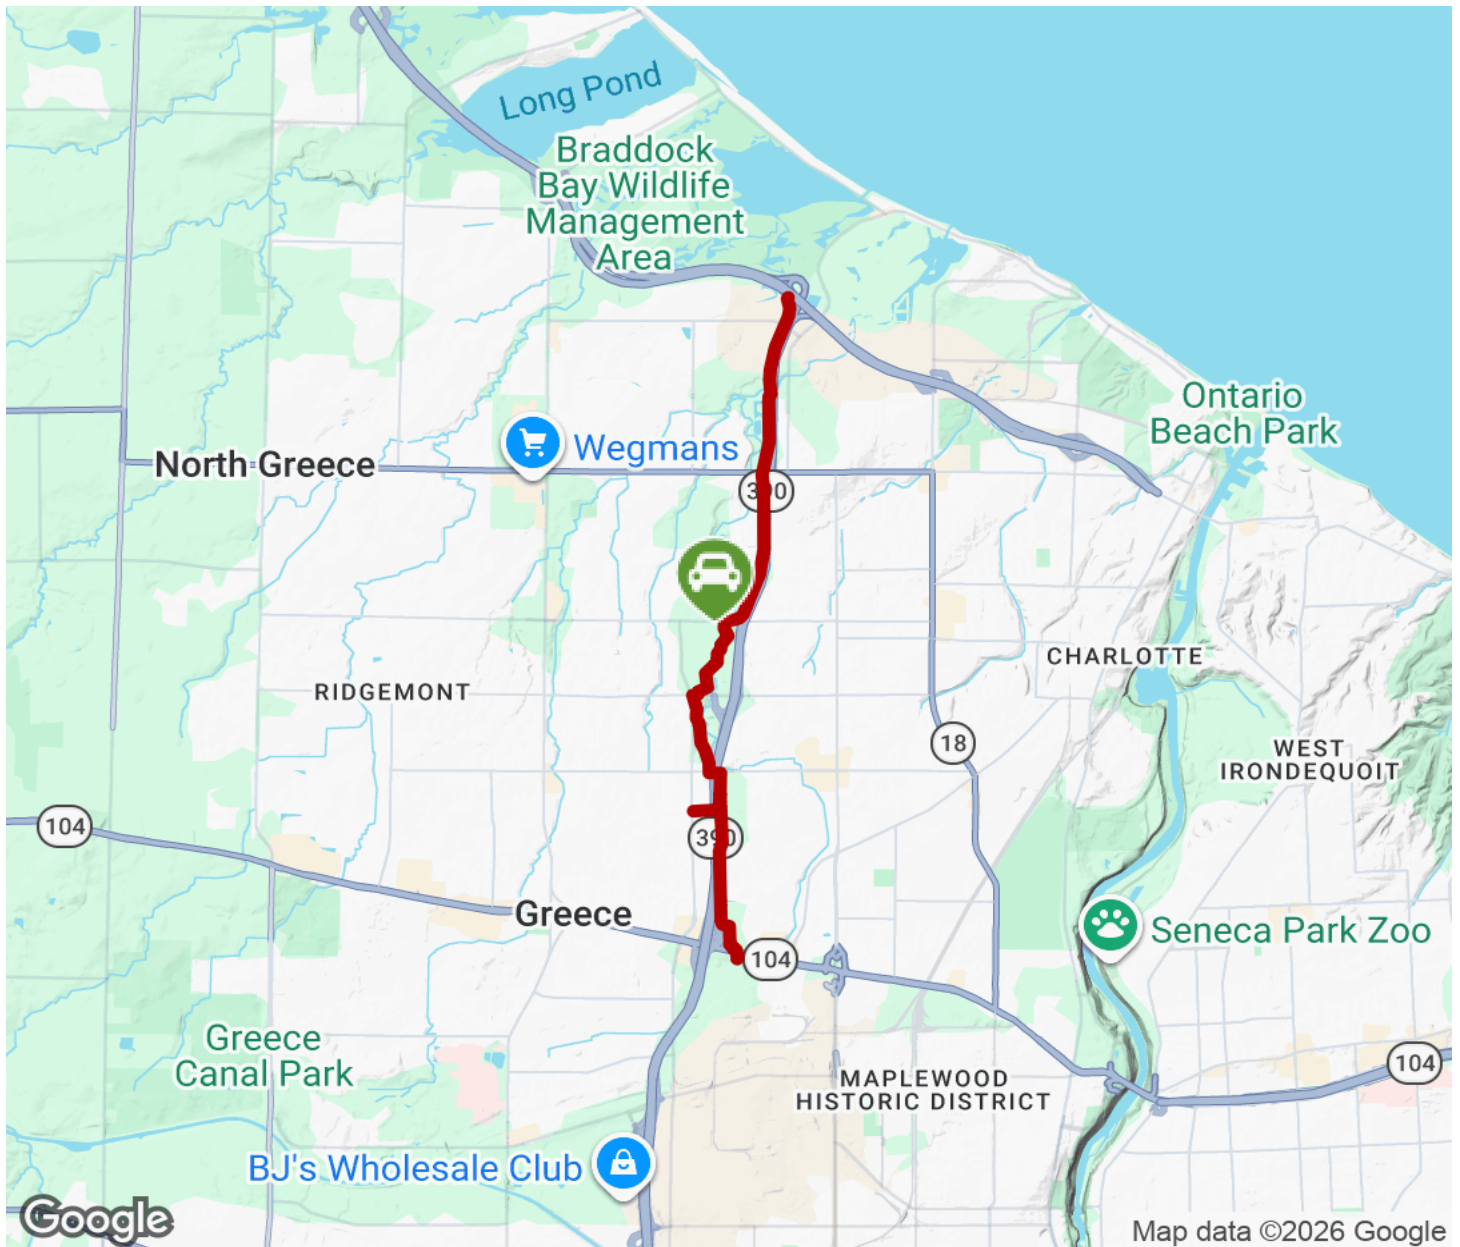 Long Pond
Braddock
Bay Wildlife
Management
Area
Ontario
Beach Park
Wegmans
North Greece
390
CHARLOTTE
RIDGEMONT
18
WEST
IRONDEQUOIT
104
390
Greece
Seneca Park Zoo
104
Greece
Canal Park
104
MAPLEWOOD
HISTORIC DISTRICT
BJ's Wholesale Club
Google
Map data ©2026 Google